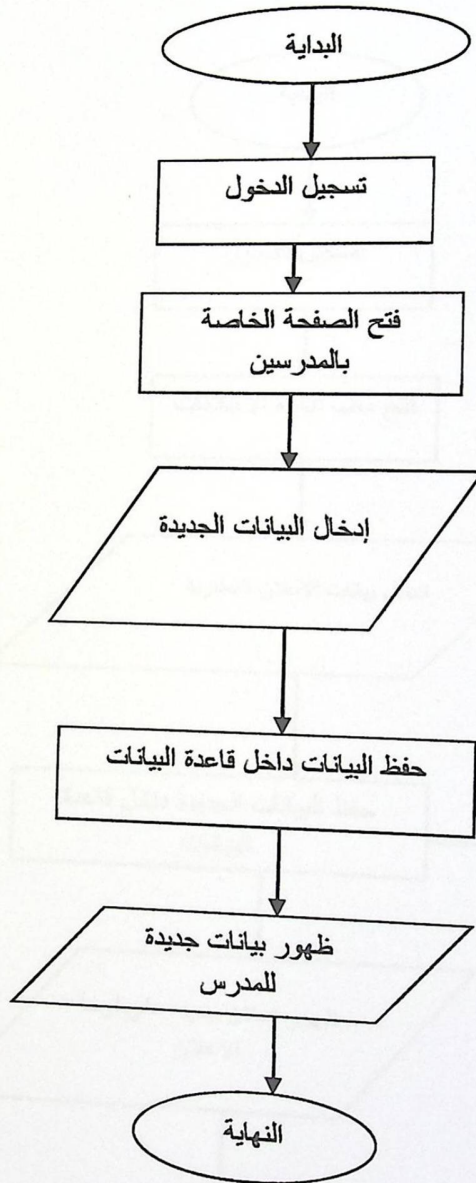 البداية
تسجيل الدخول
فتح الصفحة الخاصة
بالمدرسين
إدخال البيانات الجديدة
حفظ البيانات داخل قاعدة البيانات
ظهور بيانات جديدة
للمدرس
النهاية